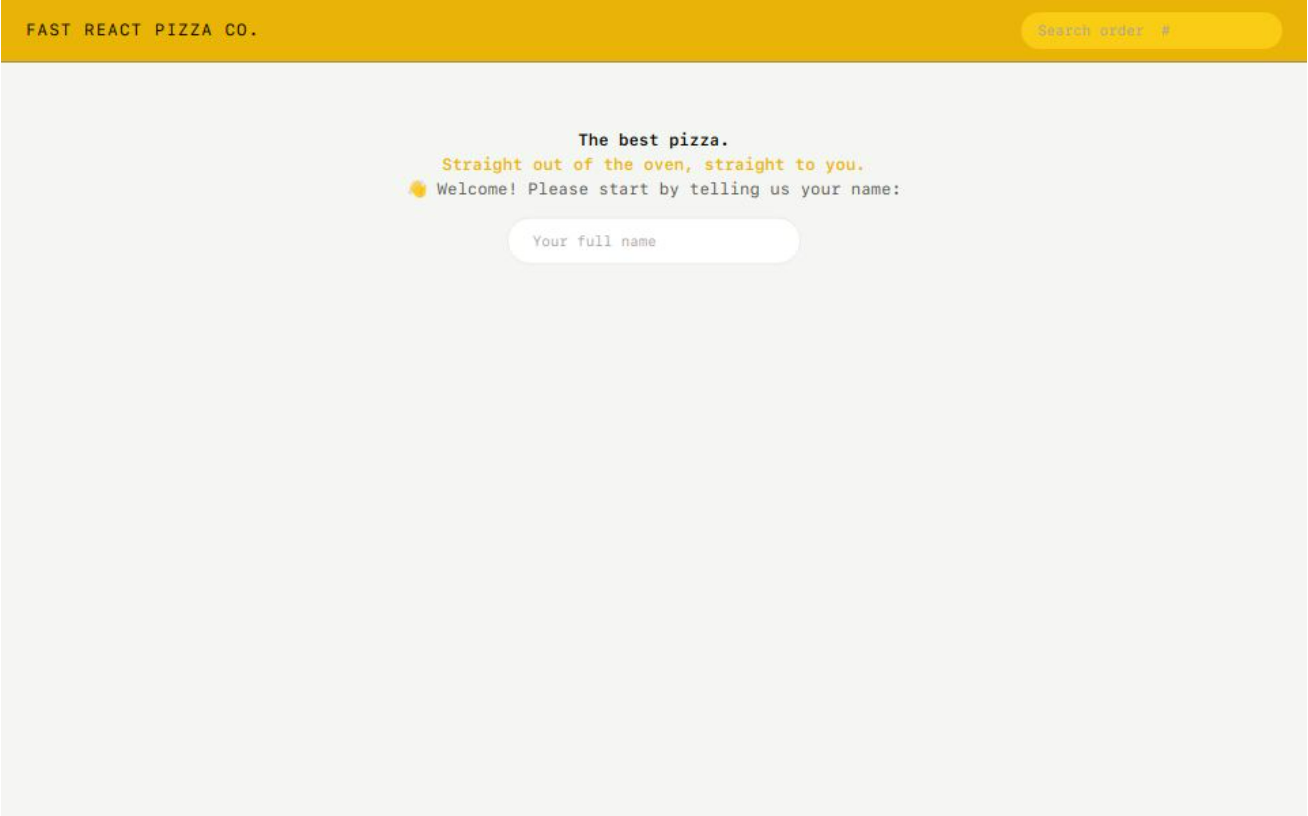 FAST REACT PIZZA CO.
Search order #
The best pizza.
Straight out of the oven, straight to you.
👋 Welcome! Please start by telling us your name:
Your full name